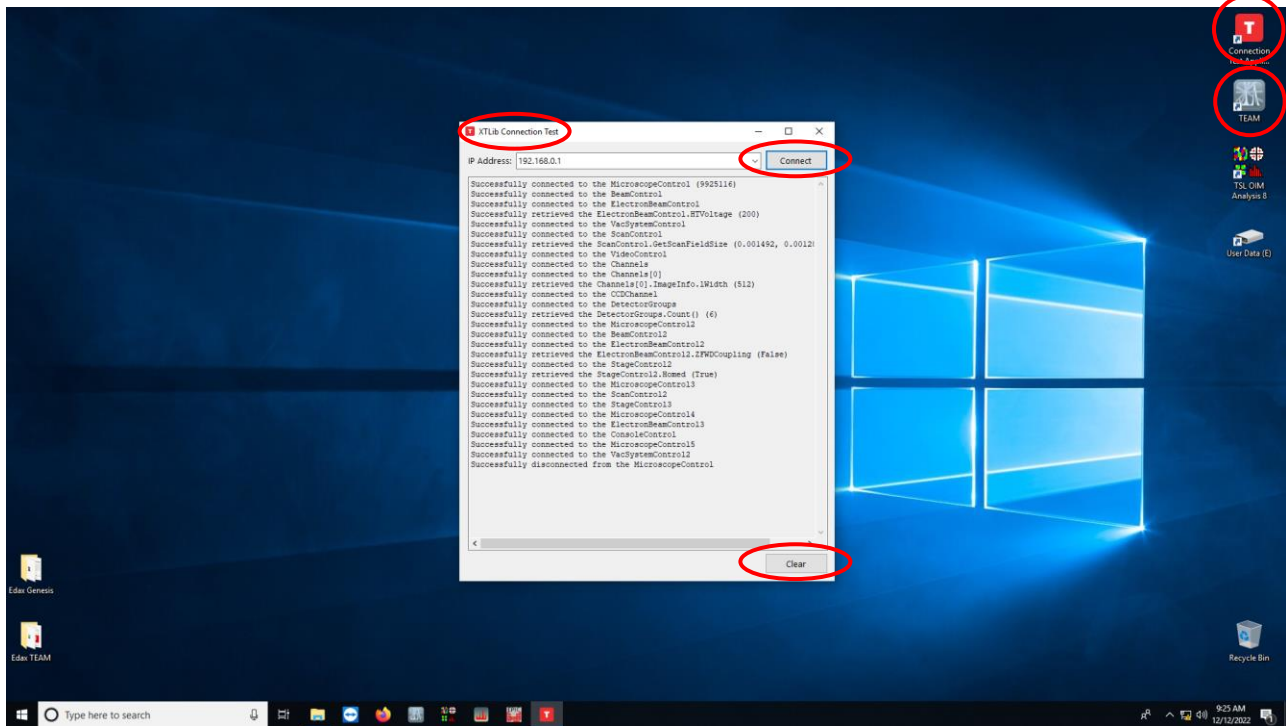 Connection
Test Appli...
TEAM
TSL OIM
Analysis 8
User Data (E)
XTLib Connection Test
IP Address: 192.168.0.1
Connect
Successfully connected to the MicroscopeControl (9925116)
Successfully connected to the BeamControl
Successfully connected to the ElectronBeamControl
Successfully retrieved the ElectronBeamControl.HTVoltage (200)
Successfully connected to the VacSystemControl
Successfully connected to the ScanControl
Successfully retrieved the ScanControl.GetScanFieldSize (0.001492, 0.00128
Successfully connected to the VideoControl
Successfully connected to the Channels
Successfully connected to the Channels[0]
Successfully retrieved the Channels[0].ImageInfo.lWidth (512)
Successfully connected to the CCDChannel
Successfully connected to the DetectorGroups
Successfully retrieved the DetectorGroups.Count() (6)
Successfully connected to the MicroscopeControl2
Successfully connected to the BeamControl2
Successfully connected to the ElectronBeamControl2
Successfully retrieved the ElectronBeamControl2.ZFWDCoupling (False)
Successfully connected to the StageControl2
Successfully retrieved the StageControl2.Homed (True)
Successfully connected to the MicroscopeControl3
Successfully connected to the ScanControl2
Successfully connected to the StageControl3
Successfully connected to the MicroscopeControl4
Successfully connected to the ElectronBeamControl3
Successfully connected to the ConsoleControl
Successfully connected to the MicroscopeControl5
Successfully connected to the VacSystemControl2
Successfully disconnected from the MicroscopeControl
Clear
Edax Genesis
Edax TEAM
Recycle Bin
Type here to search
9:25 AM
12/12/2022